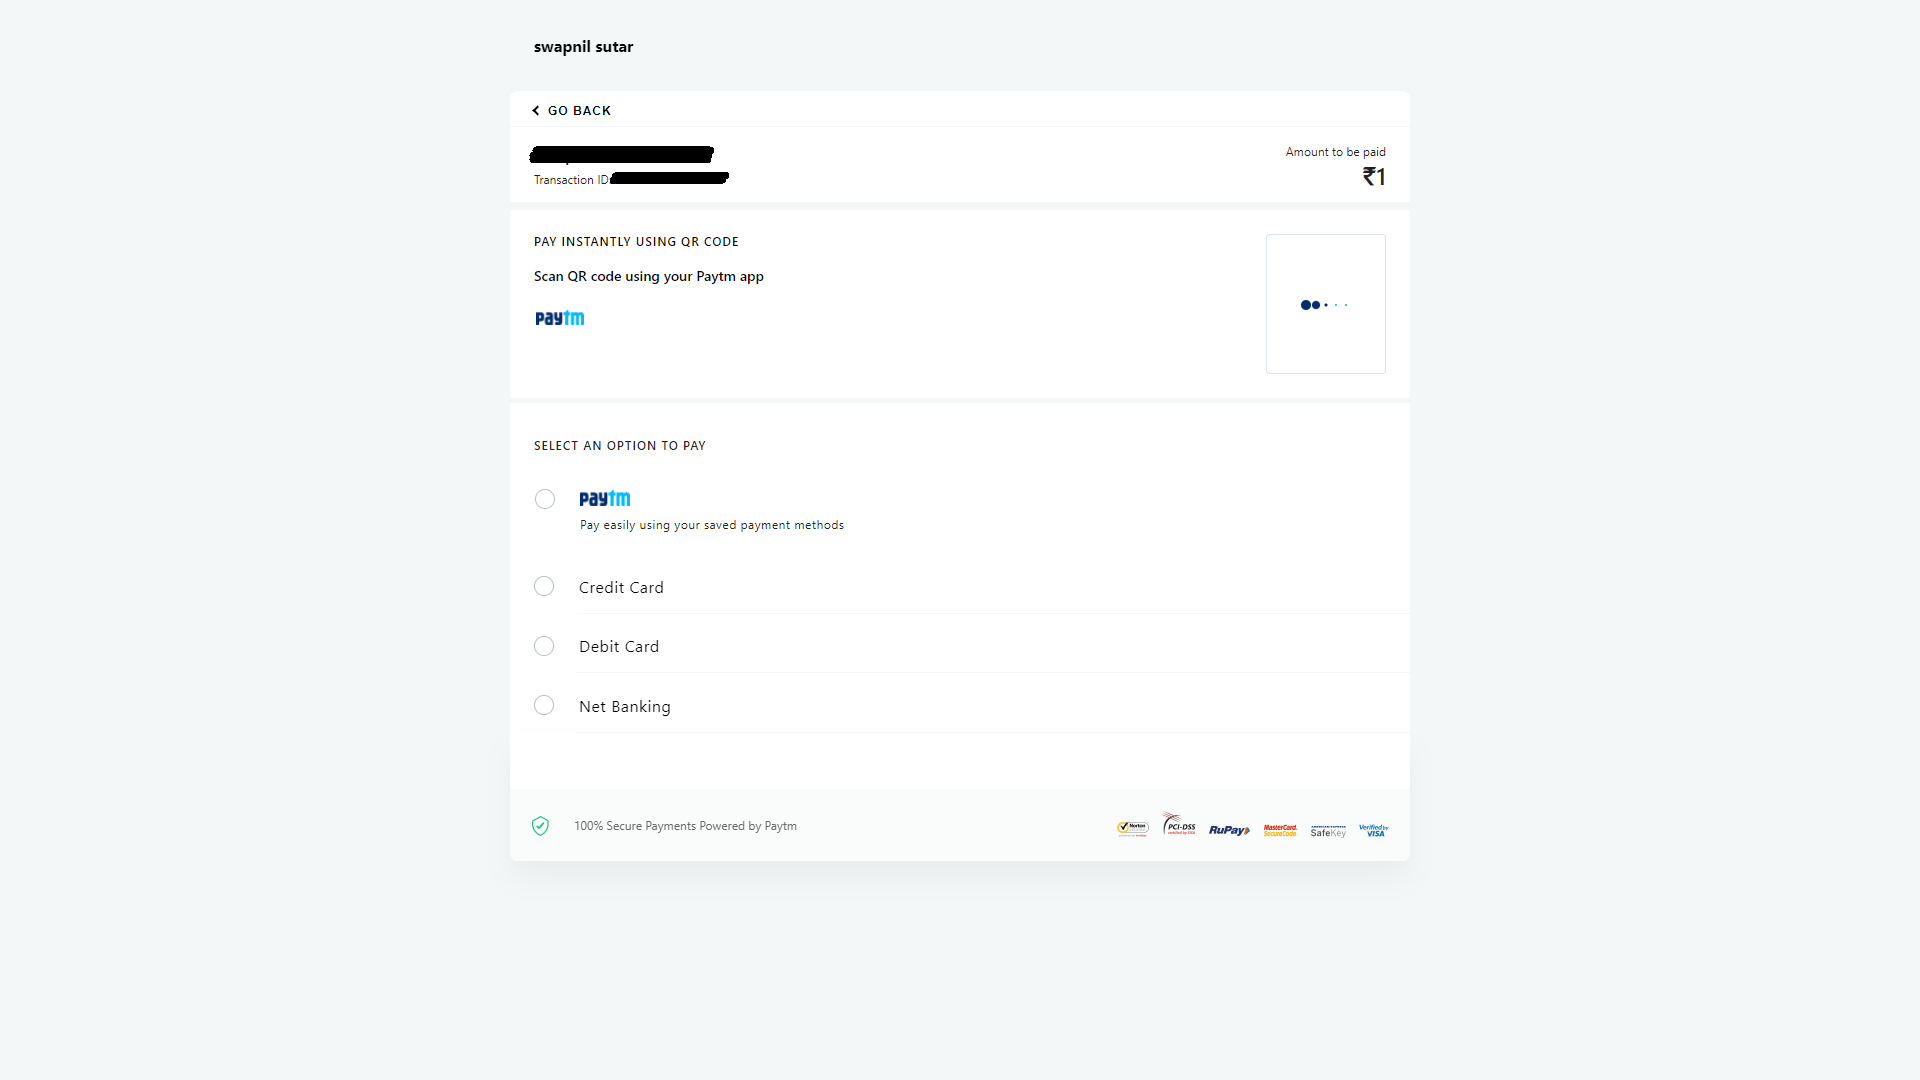 swapnil sutar
GO BACK
Transaction ID
Amount to be paid
₹1
PAY INSTANTLY USING QR CODE
Scan QR code using your Paytm app
paytm
SELECT AN OPTION TO PAY
paytm
Pay easily using your saved payment methods
Credit Card
Debit Card
Net Banking
100% Secure Payments Powered by Paytm
Norton
PCI-DSS
RuPay
MasterCard.
SecureCode.
SafeKey
Verified by
VISA